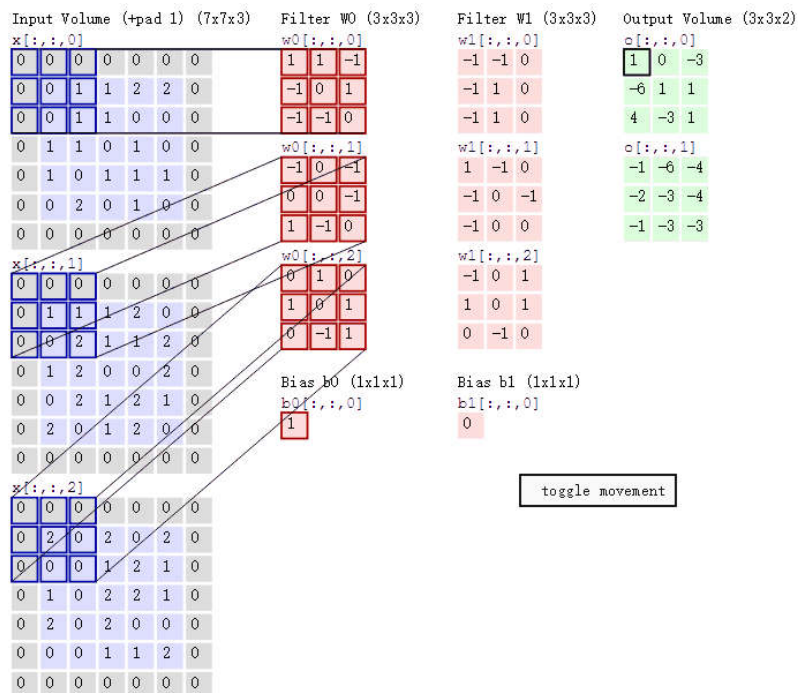 Input Volume (+pad 1) (7x7x3)
x[:,:,0]
0 0 0 0 0 0 0
0 0 1 1 2 2 0
0 0 1 1 0 0 0
0 1 1 0 1 0 0
0 1 0 1 1 1 0
0 0 2 0 1 0 0
0 0 0 0 0 0 0
x[:,:,1]
0 0 0 0 0 0 0
0 1 1 1 2 0 0
0 0 2 1 1 2 0
0 1 2 0 0 2 0
0 0 2 1 2 1 0
0 2 0 1 2 0 0
0 0 0 0 0 0 0
x[:,:,2]
0 0 0 0 0 0 0
0 2 0 2 0 2 0
0 0 0 1 2 1 0
0 1 0 2 2 1 0
0 2 0 2 0 0 0
0 0 0 1 1 2 0
0 0 0 0 0 0 0
Filter W0 (3x3x3)
w0[:,:,0]
1 1 -1
-1 0 1
-1 -1 0
w0[:,:,1]
-1 0 -1
0 0 -1
1 -1 0
w0[:,:,2]
0 1 0
1 0 1
0 -1 1
Bias b0 (1x1x1)
b0[:,:,0]
1
Filter W1 (3x3x3)
w1[:,:,0]
-1 -1 0
-1 1 0
-1 1 0
w1[:,:,1]
1 -1 0
-1 0 -1
-1 0 0
w1[:,:,2]
-1 0 1
1 0 1
0 -1 0
Bias b1 (1x1x1)
b1[:,:,0]
0
Output Volume (3x3x2)
o[:,:,0]
1 0 -3
-6 1 1
4 -3 1
o[:,:,1]
-1 -6 -4
-2 -3 -4
-1 -3 -3
toggle movement